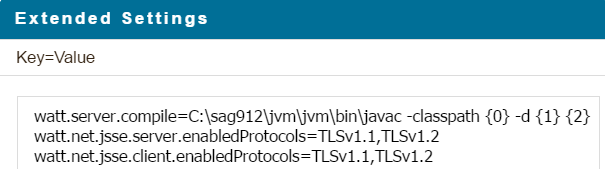 Extended Settings
Key=Value
watt.server.compile=C:\sag912\jvm\jvm\bin\javac -classpath {0} -d {1} {2}
watt.net.jsse.server.enabledProtocols=TLSv1.1,TLSv1.2
watt.net.jsse.client.enabledProtocols=TLSv1.1,TLSv1.2